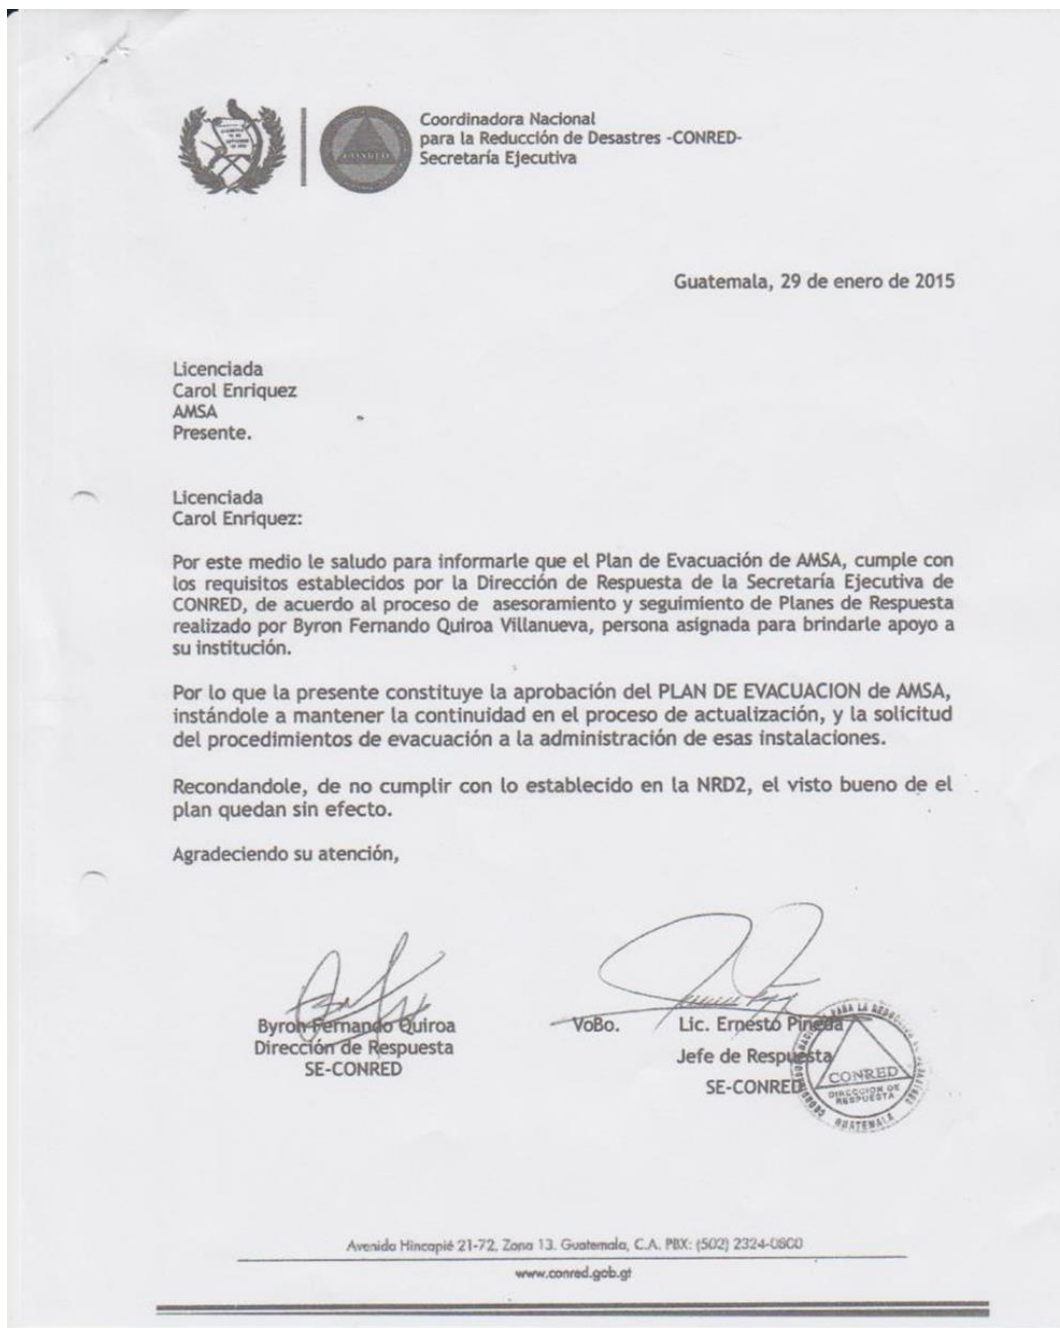 Coordinadora Nacional
para la Reducción de Desastres -CONRED-
Secretaría Ejecutiva
CONRED
Guatemala, 29 de enero de 2015
Licenciada
Carol Enriquez
AMSA
Presente.
Licenciada
Carol Enriquez:
Por este medio le saludo para informarle que el Plan de Evacuación de AMSA, cumple con
los requisitos establecidos por la Dirección de Respuesta de la Secretaría Ejecutiva de
CONRED, de acuerdo al proceso de asesoramiento y seguimiento de Planes de Respuesta
realizado por Byron Fernando Quiroa Villanueva, persona asignada para brindarle apoyo a
su institución.
Por lo que la presente constituye la aprobación del PLAN DE EVACUACION de AMSA,
instándole a mantener la continuidad en el proceso de actualización, y la solicitud
del procedimientos de evacuación a la administración de esas instalaciones.
Recondandole, de no cumplir con lo establecido en la NRD2, el visto bueno de el
plan quedan sin efecto.
Agradeciendo su atención,
Byron Fernando Quiroa
Dirección de Respuesta
SE-CONRED
VoBo. Lic. Ernesto Pineda
Jefe de Respuesta
SE-CONRED
CONRED
DIRECCION DE
RESPUESTA
GUATEMALA
Avenida Hincapié 21-72, Zona 13. Guatemala, C.A. PBX: (502) 2324-0800
www.conred.gob.gt